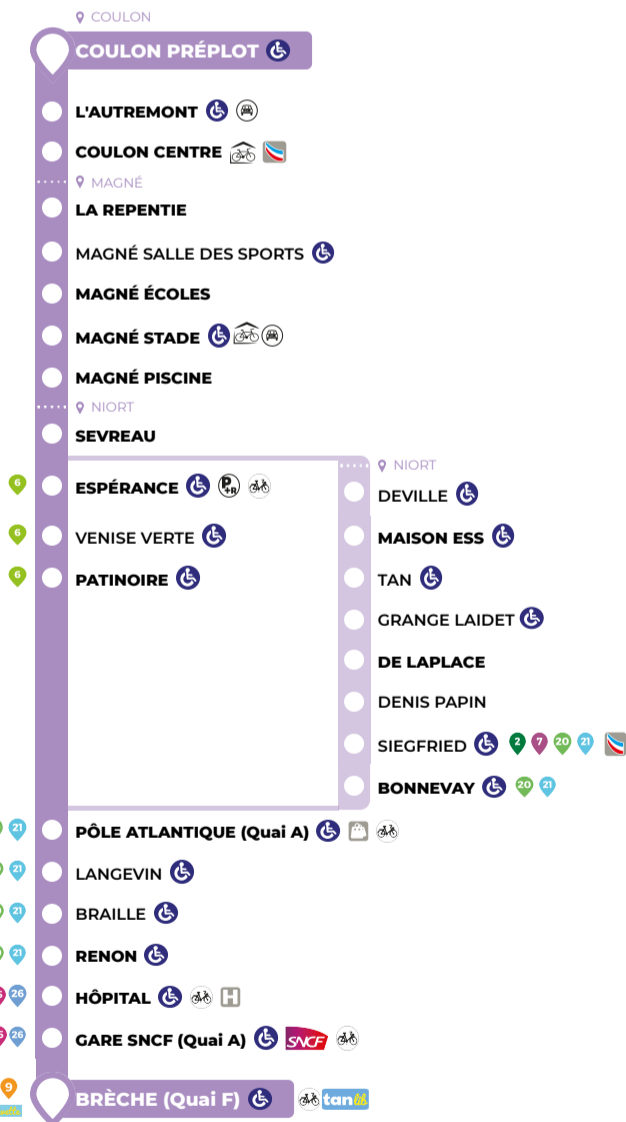 COULON
COULON PRÉPLOT
L'AUTREMONT
COULON CENTRE
MAGNÉ
LA REPENTIE
MAGNÉ SALLE DES SPORTS
MAGNÉ ÉCOLES
MAGNÉ STADE
MAGNÉ PISCINE
NIORT
SEVREAU
6 ESPÉRANCE P+R
6 VENISE VERTE
6 PATINOIRE
NIORT
DEVILLE
MAISON ESS
TAN
GRANGE LAIDET
DE LAPLACE
DENIS PAPIN
SIEGFRIED 2 7 20 21
BONNEVAY 20 21
21 PÔLE ATLANTIQUE (Quai A)
21 LANGEVIN
21 BRAILLE
21 RENON
26 HÔPITAL H
26 GARE SNCF (Quai A) SNCF
9 BRÈCHE (Quai F) tanlib